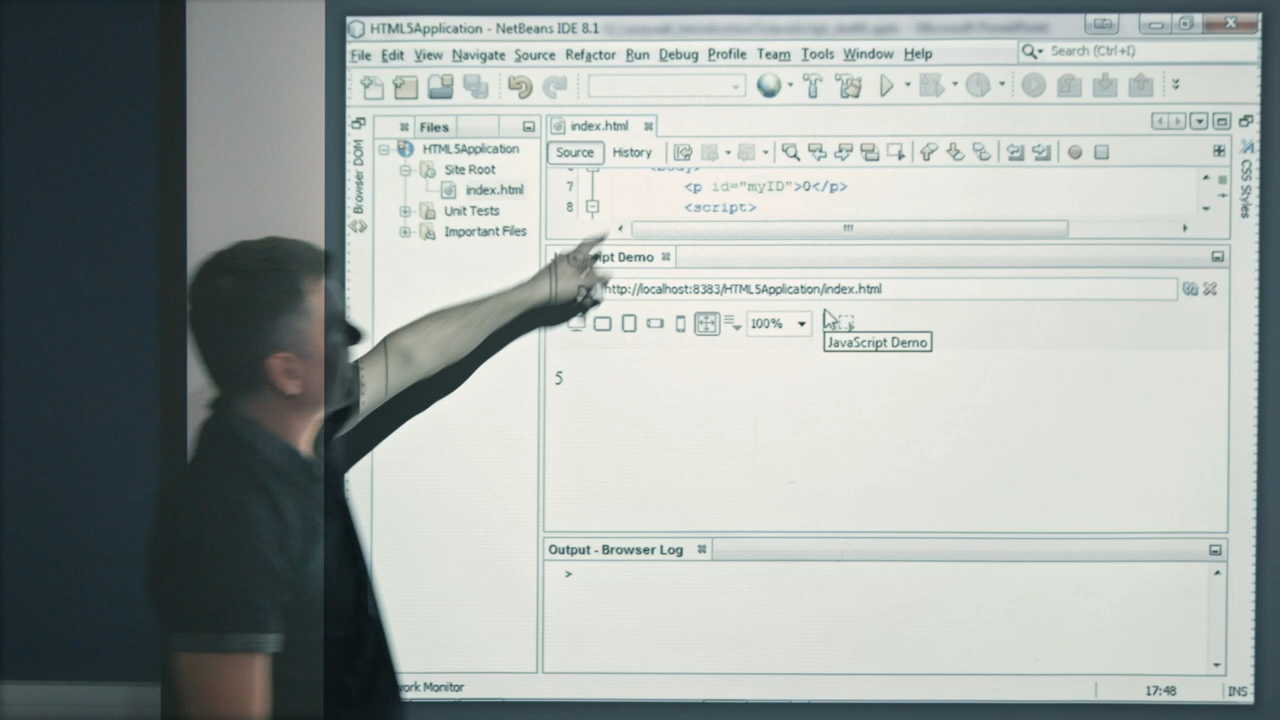 HTML5Application - NetBeans IDE 8.1
File Edit View Navigate Source Refactor Run Debug Profile Team Tools Window Help
Search (Ctrl+I)
Files
index.html
Browser DOM
CSS Styles
HTML5Application
Site Root
index.html
Unit Tests
Important Files
Source History
7 <p id="myID">0</p>
8 <script>
ipt Demo
http://localhost:8383/HTML5Application/index.html
100%
JavaScript Demo
5
Output - Browser Log
>
ork Monitor
17:48
INS